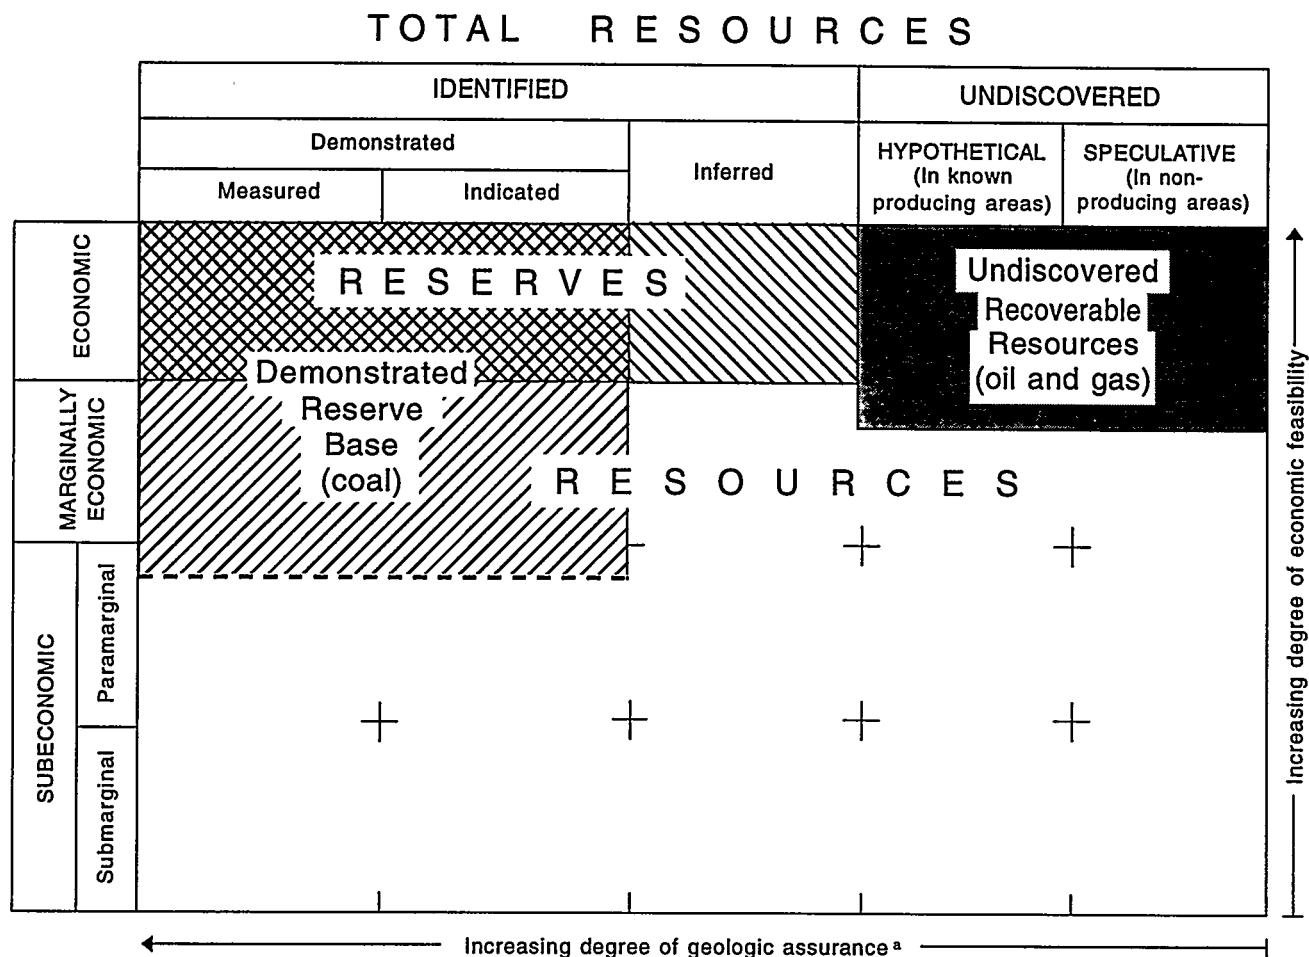 TOTAL RESOURCES
IDENTIFIED
UNDISCOVERED
Demonstrated
Inferred
HYPOTHETICAL
(In known
producing areas)
SPECULATIVE
(In non-
producing areas)
Measured
Indicated
ECONOMIC
RESERVES
Undiscovered
Recoverable
Resources
(oil and gas)
Demonstrated
Reserve
Base
(coal)
MARGINALLY
ECONOMIC
RESOURCES
SUBECONOMIC
Paramarginal
Submarginal
Increasing degree of economic feasibility
Increasing degree of geologic assurance a